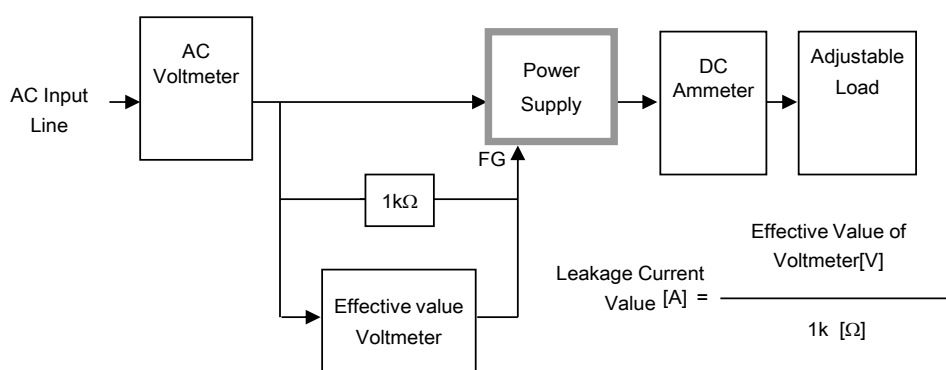 AC
Voltmeter
AC Input
Line
Power
Supply
DC
Ammeter
Adjustable
Load
FG
1kΩ
Effective value
Voltmeter
Leakage Current
Value [A] =
Effective Value of
Voltmeter[V]
1k [Ω]